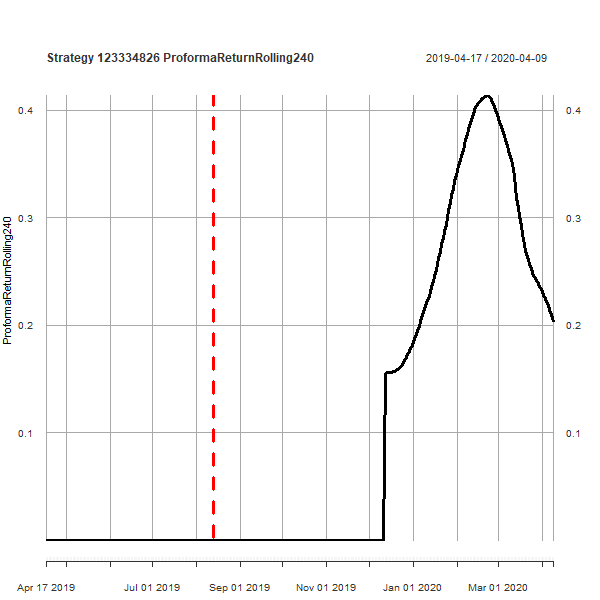 Strategy 123334826 ProformaReturnRolling240
2019-04-17 / 2020-04-09
0.4
0.4
0.3
0.3
ProformaReturnRolling240
0.2
0.2
0.1
0.1
Apr 17 2019
Jul 01 2019
Sep 01 2019
Nov 01 2019
Jan 01 2020
Mar 01 2020